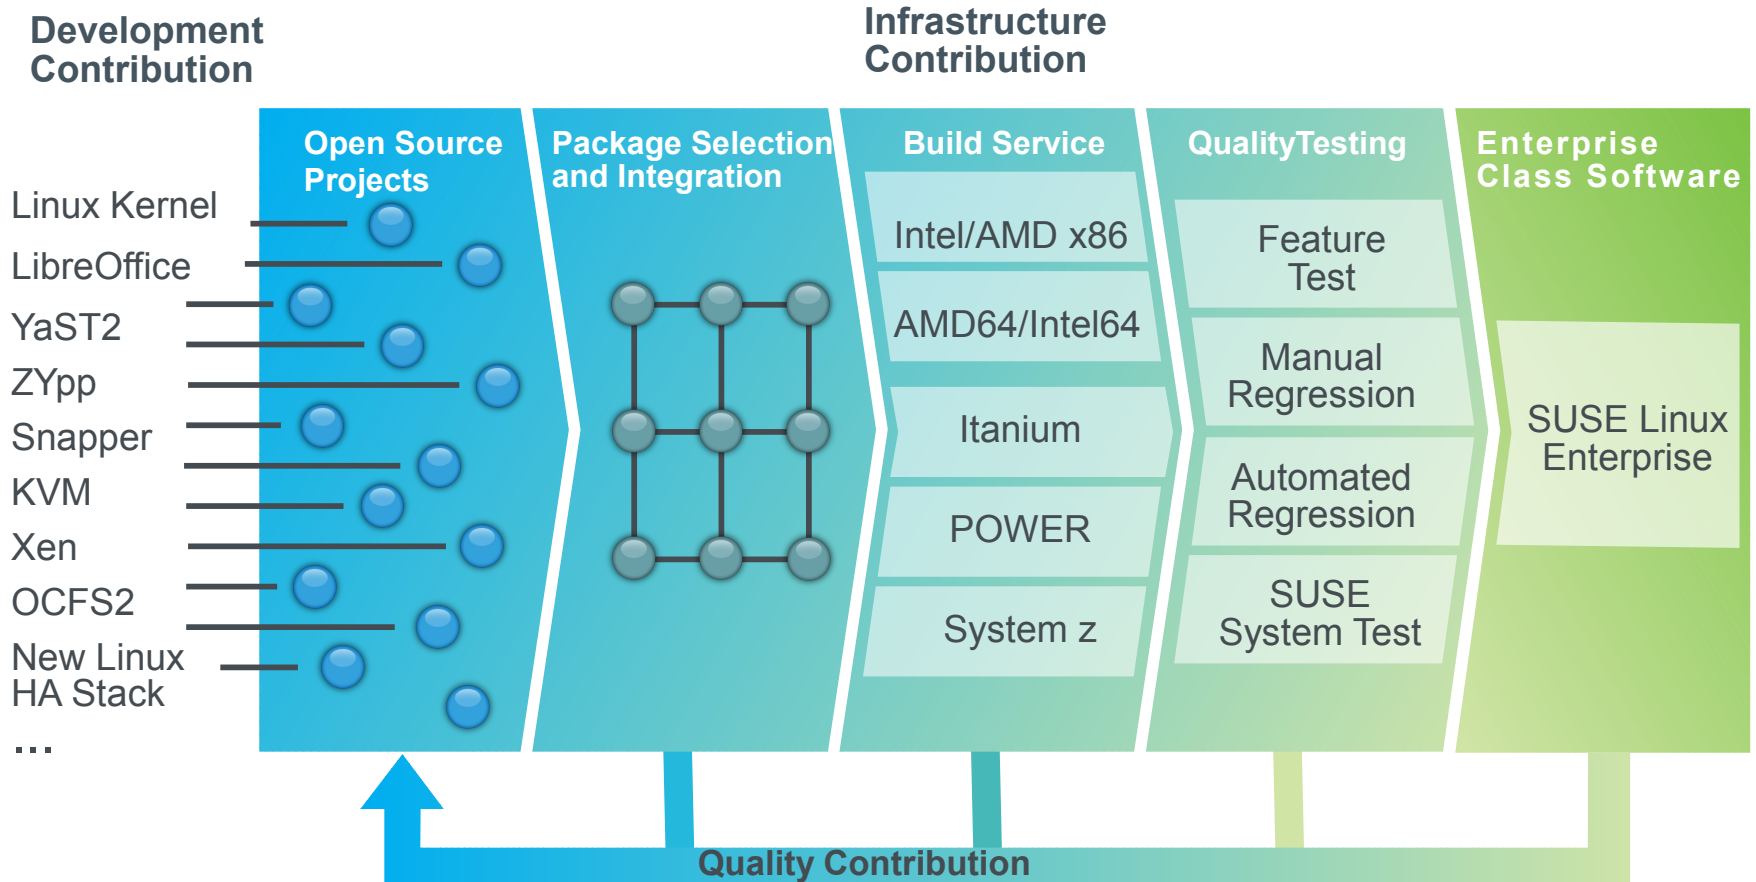 Development
Contribution
Infrastructure
Contribution
Open Source
Projects
Package Selection
and Integration
Build Service
QualityTesting
Enterprise
Class Software
Linux Kernel
LibreOffice
YaST2
ZYpp
Snapper
KVM
Xen
OCFS2
New Linux
HA Stack
...
Intel/AMD x86
AMD64/Intel64
Itanium
POWER
System z
Feature
Test
Manual
Regression
Automated
Regression
SUSE
System Test
SUSE Linux
Enterprise
Quality Contribution